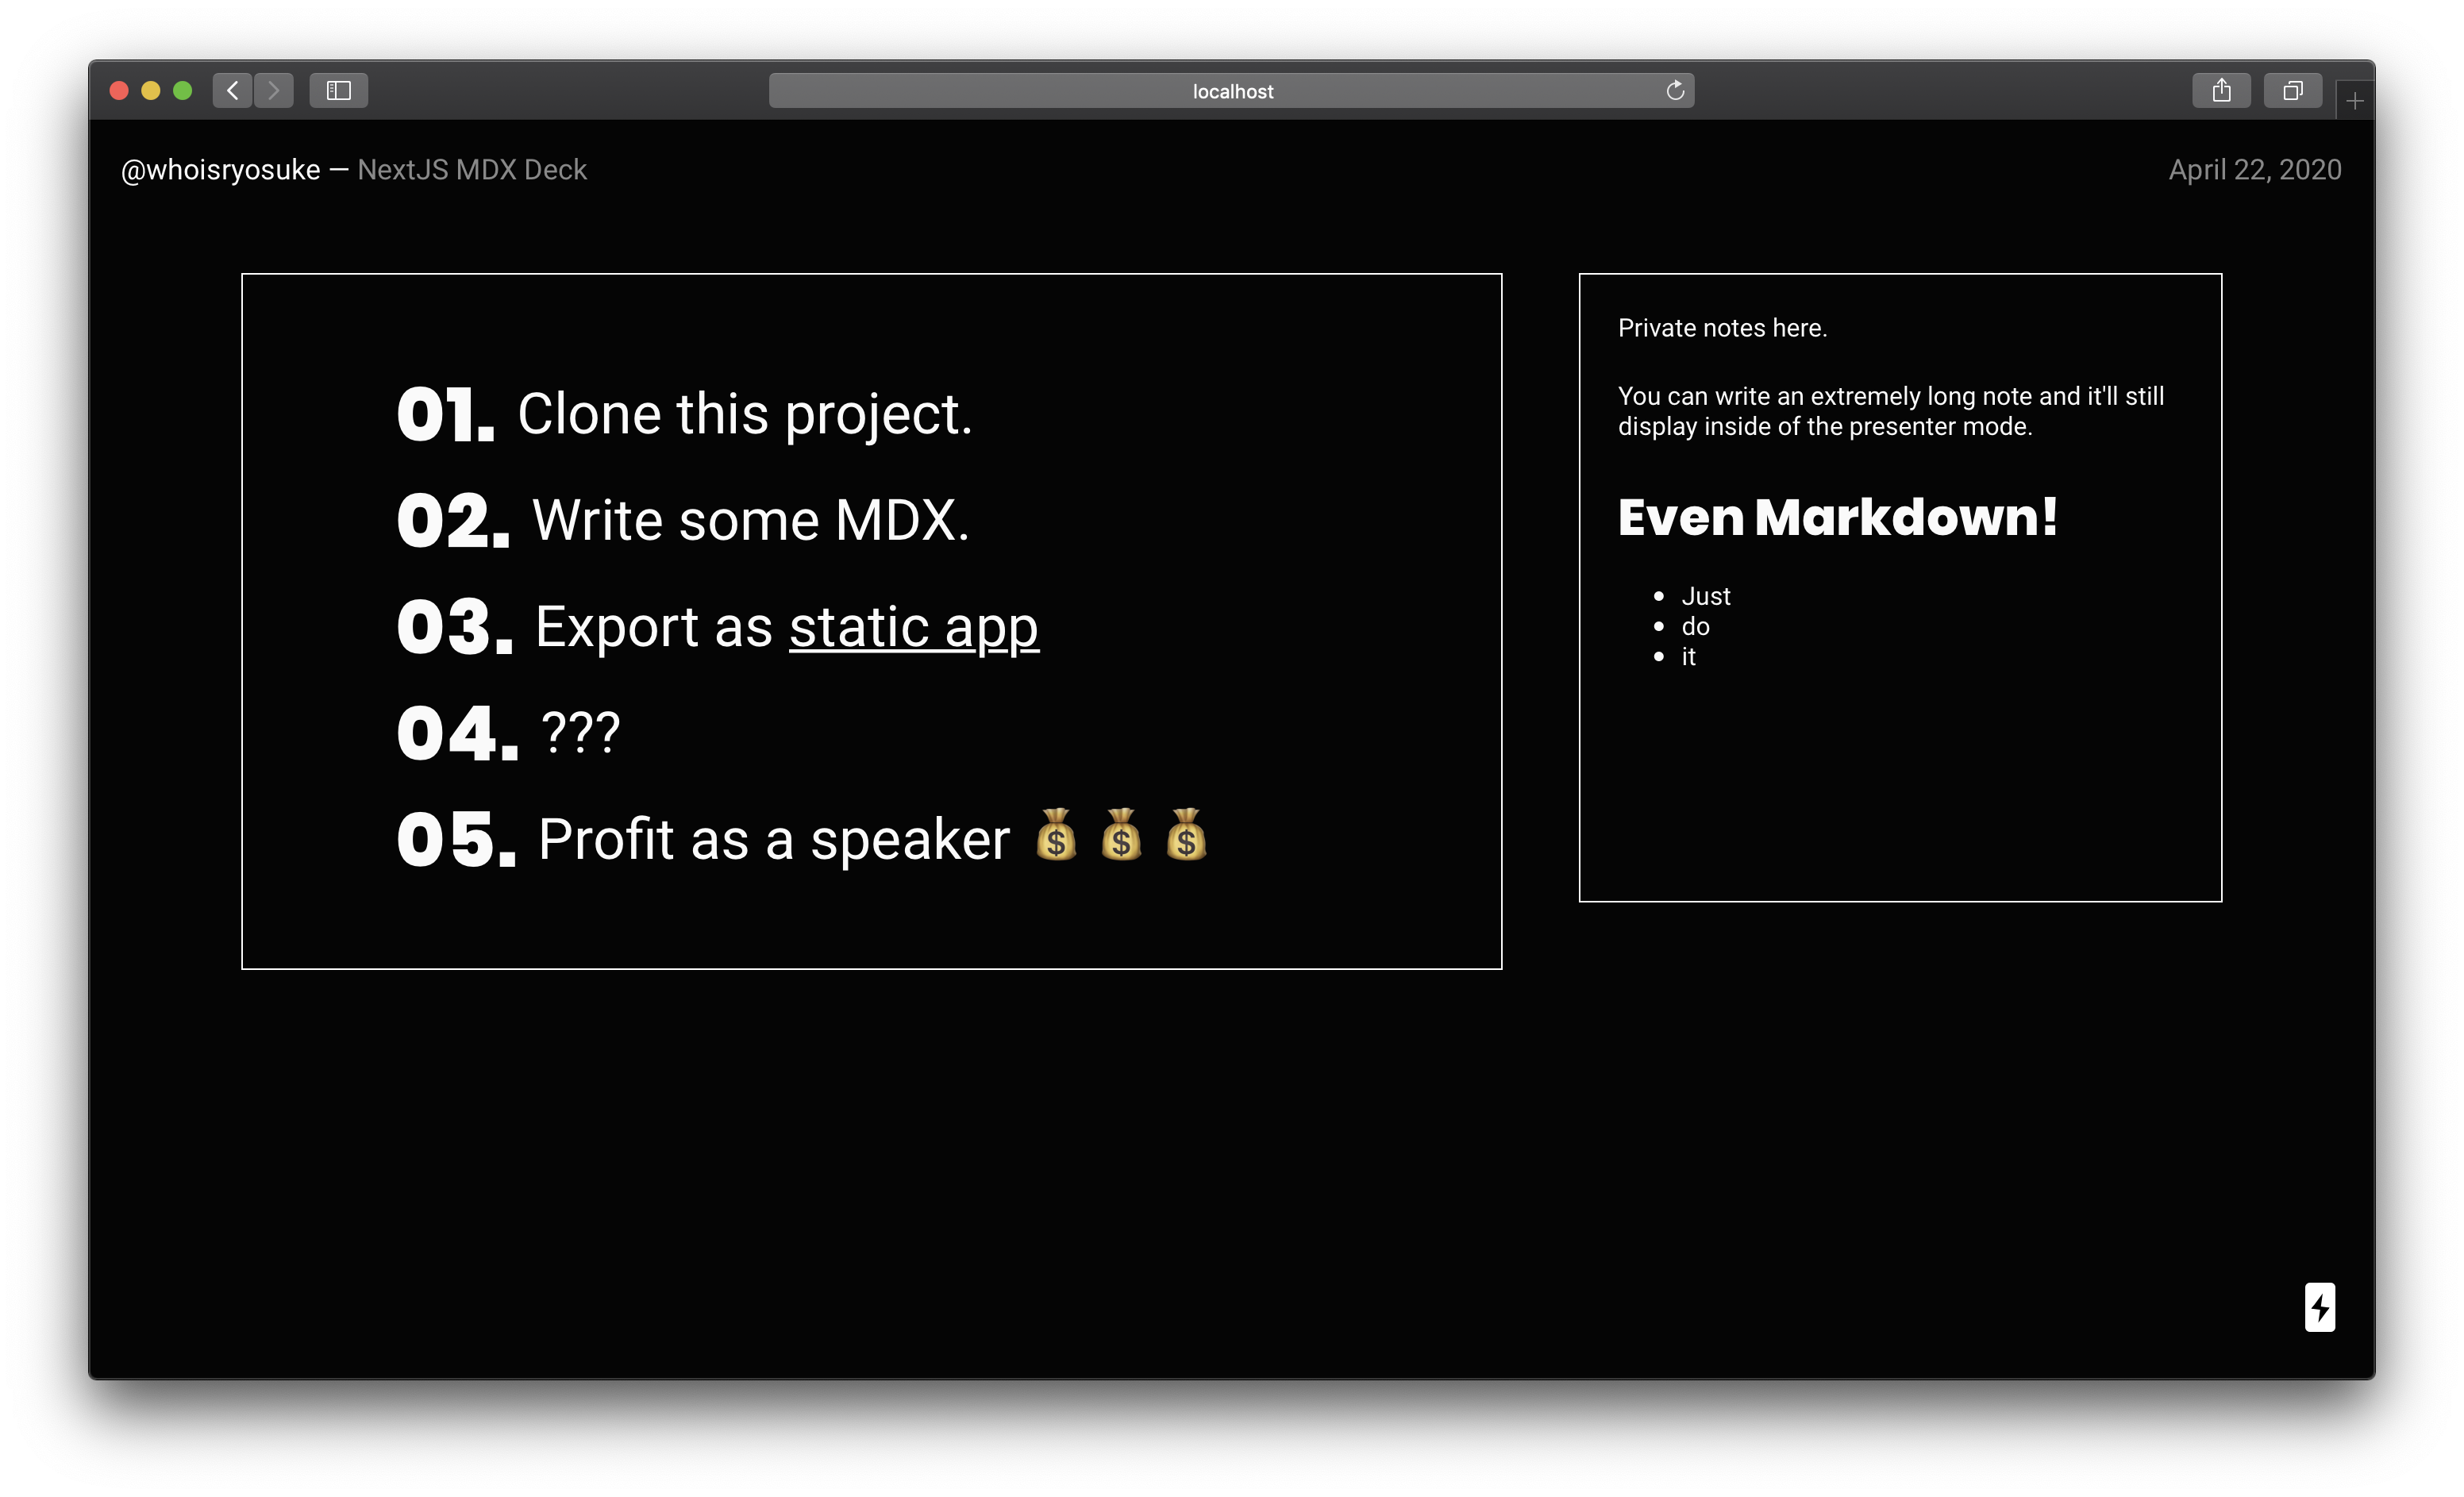 localhost
@whoisryosuke — NextJS MDX Deck
April 22, 2020
01. Clone this project.
02. Write some MDX.
03. Export as static app
04. ???
05. Profit as a speaker 💰 💰 💰
Private notes here.
You can write an extremely long note and it'll still
display inside of the presenter mode.
Even Markdown!
• Just
• do
• it